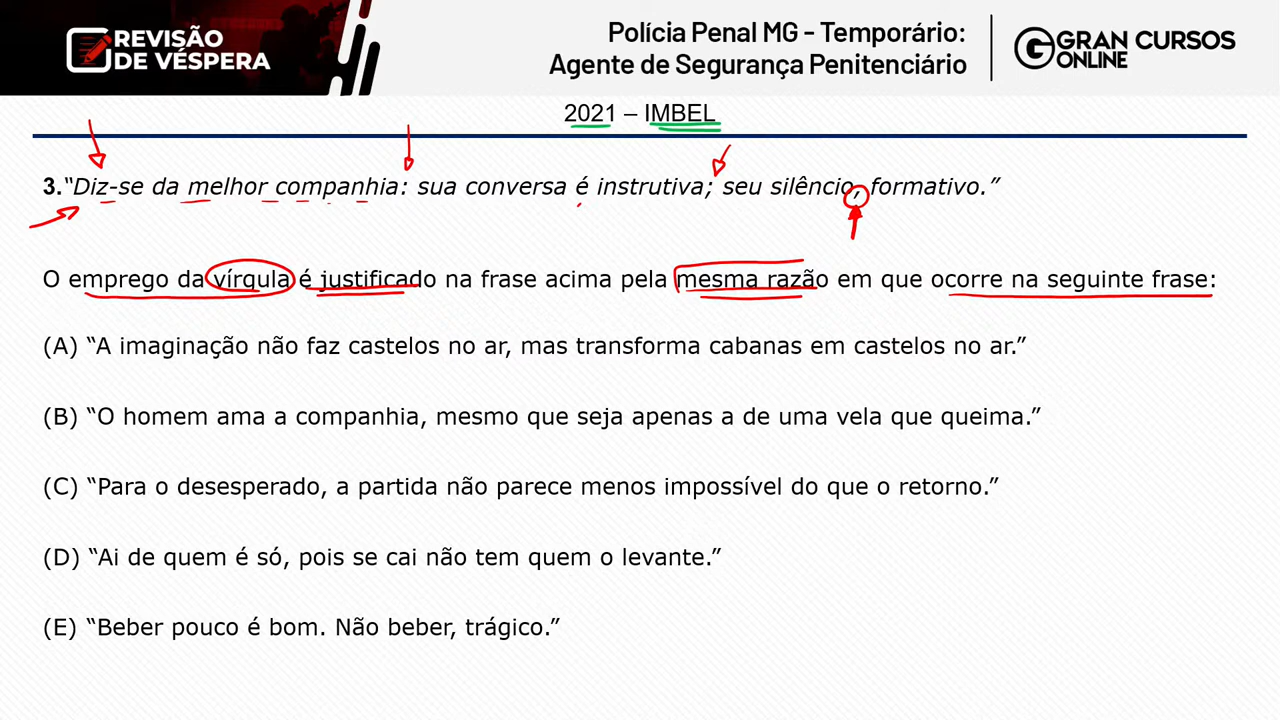 REVISÃO
DE VÉSPERA
Polícia Penal MG - Temporário:
Agente de Segurança Penitenciário
GRAN CURSOS
ONLINE
2021 – IMBEL
3.“Diz-se da melhor companhia: sua conversa é instrutiva; seu silêncio, formativo.”
O emprego da vírgula é justificado na frase acima pela mesma razão em que ocorre na seguinte frase:
(A) “A imaginação não faz castelos no ar, mas transforma cabanas em castelos no ar.”
(B) “O homem ama a companhia, mesmo que seja apenas a de uma vela que queima.”
(C) “Para o desesperado, a partida não parece menos impossível do que o retorno.”
(D) “Ai de quem é só, pois se cai não tem quem o levante.”
(E) “Beber pouco é bom. Não beber, trágico.”